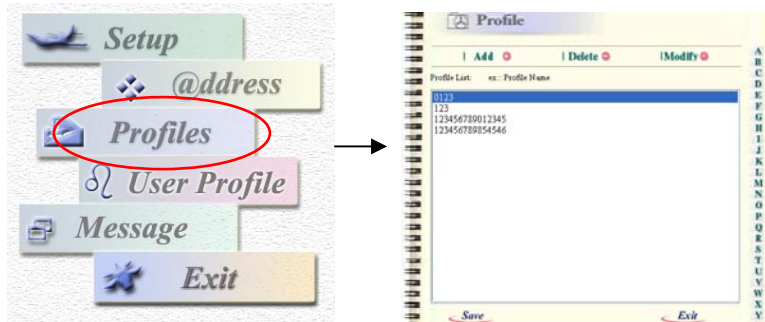 Setup
@ddress
Profiles
User Profile
Message
Exit
Profile
| Add
| Delete
| Modify
Profile List: ex:: Profile Name
0123
123
123456789012345
123456789854546
Save
Exit
A
B
C
D
E
F
G
H
I
J
K
L
M
N
O
P
Q
R
S
T
U
V
W
X
Y